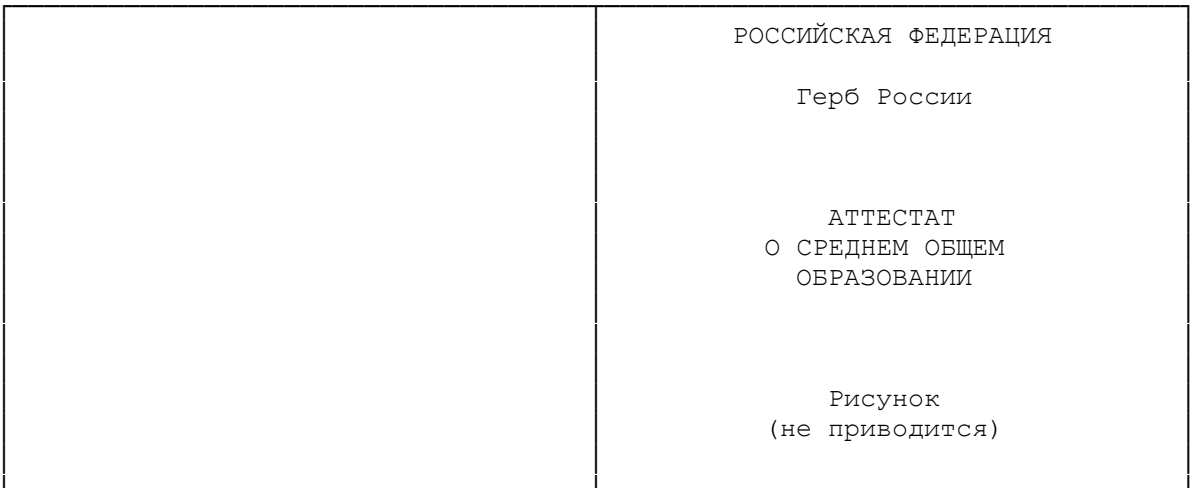 РОССИЙСКАЯ ФЕДЕРАЦИЯ
Герб России
АТТЕСТАТ
О СРЕДНЕМ ОБЩЕМ
ОБРАЗОВАНИИ
Рисунок
(не приводится)